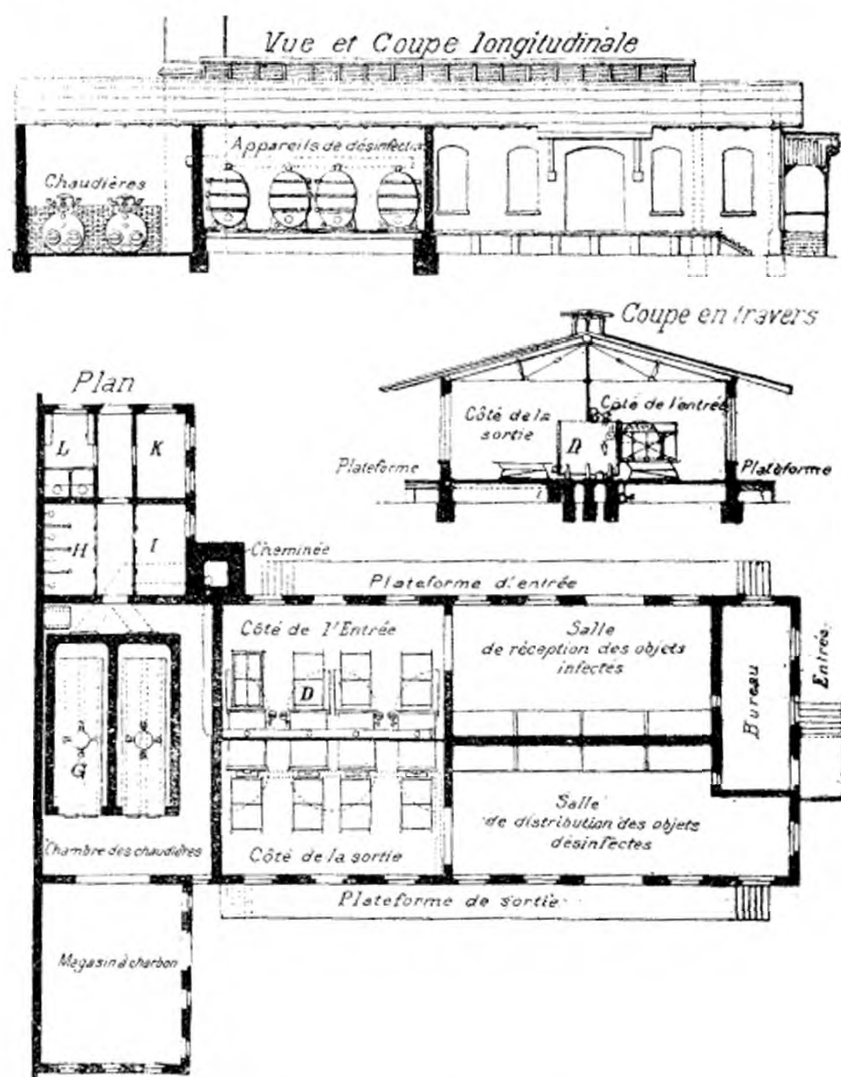 Vue et Coupe longitudinale
Appareils de désinfectio
Chaudières
Coupe en travers
Côté de la
sortie
Côté de l'entrée
D
Plateforme
Plateforme
Plan
L
K
H
I
Cheminée
Plateforme d'entrée
Côté de l'Entrée
D
Salle
de réception des objets
infectés
Bureau
Entrée
G
Chambre des chaudières
Côté de la sortie
Salle
de distribution des objets
désinfectes
Plateforme de sortie
Magasin à charbon